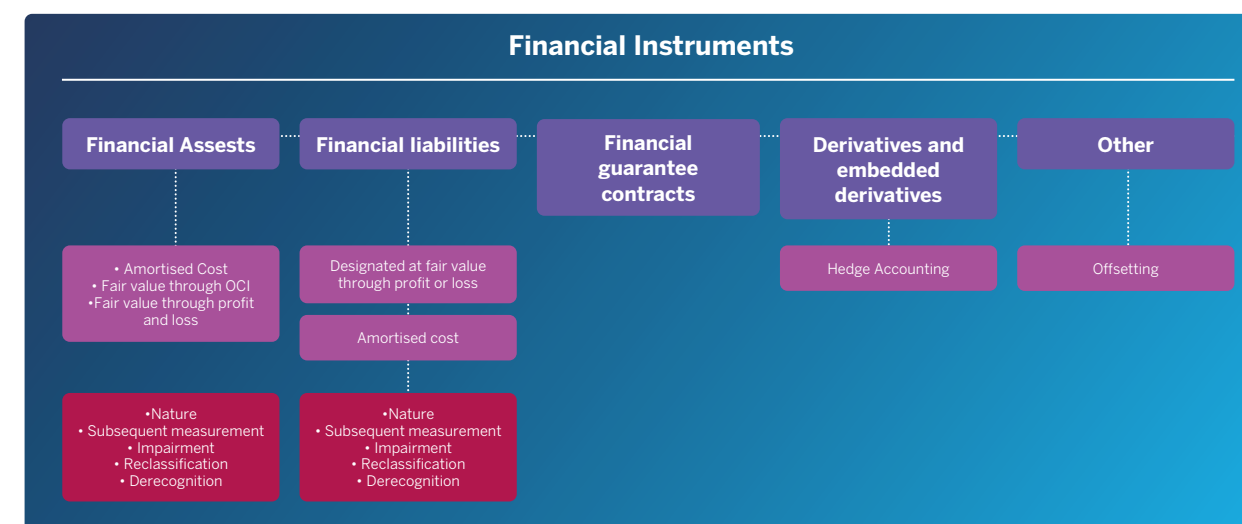 Financial Instruments
Financial Assests
Financial liabilities
Financial
guarantee
contracts
Derivatives and
embedded
derivatives
Other
• Amortised Cost
• Fair value through OCI
•Fair value through profit
and loss
Designated at fair value
through profit or loss
Amortised cost
Hedge Accounting
Offsetting
•Nature
• Subsequent measurement
• Impairment
• Reclassification
• Derecognition
•Nature
• Subsequent measurement
• Impairment
• Reclassification
• Derecognition